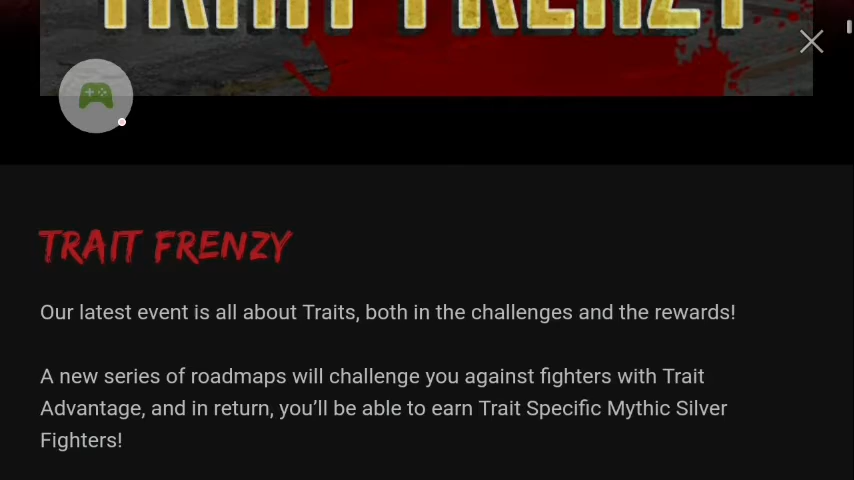 TRAIT FRENZY
TRAIT FRENZY
Our latest event is all about Traits, both in the challenges and the rewards!
A new series of roadmaps will challenge you against fighters with Trait
Advantage, and in return, you’ll be able to earn Trait Specific Mythic Silver
Fighters!